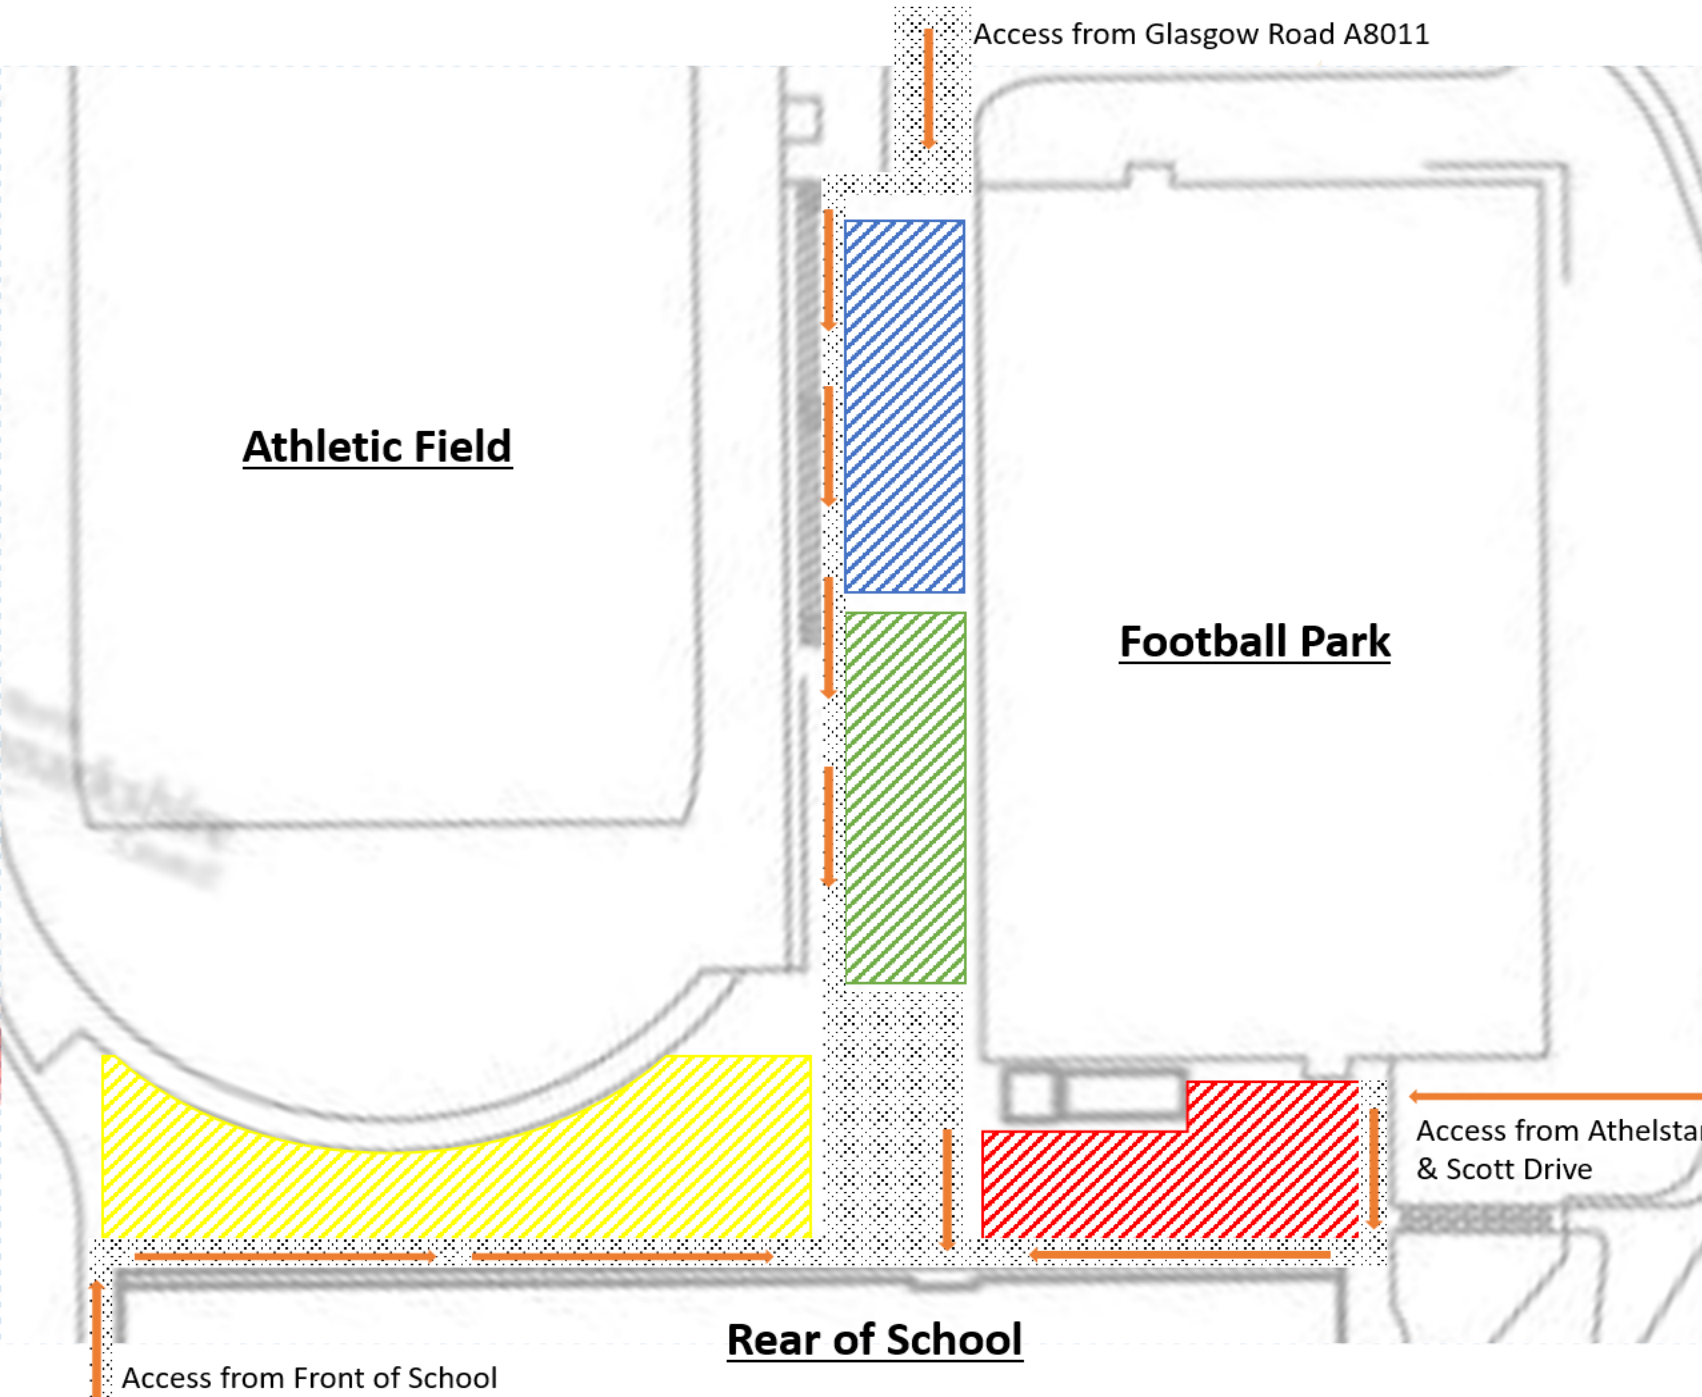 Access from Glasgow Road A8011
Athletic Field
Football Park
Access from
& Scott Drive
Rear of School
Access from Front of School